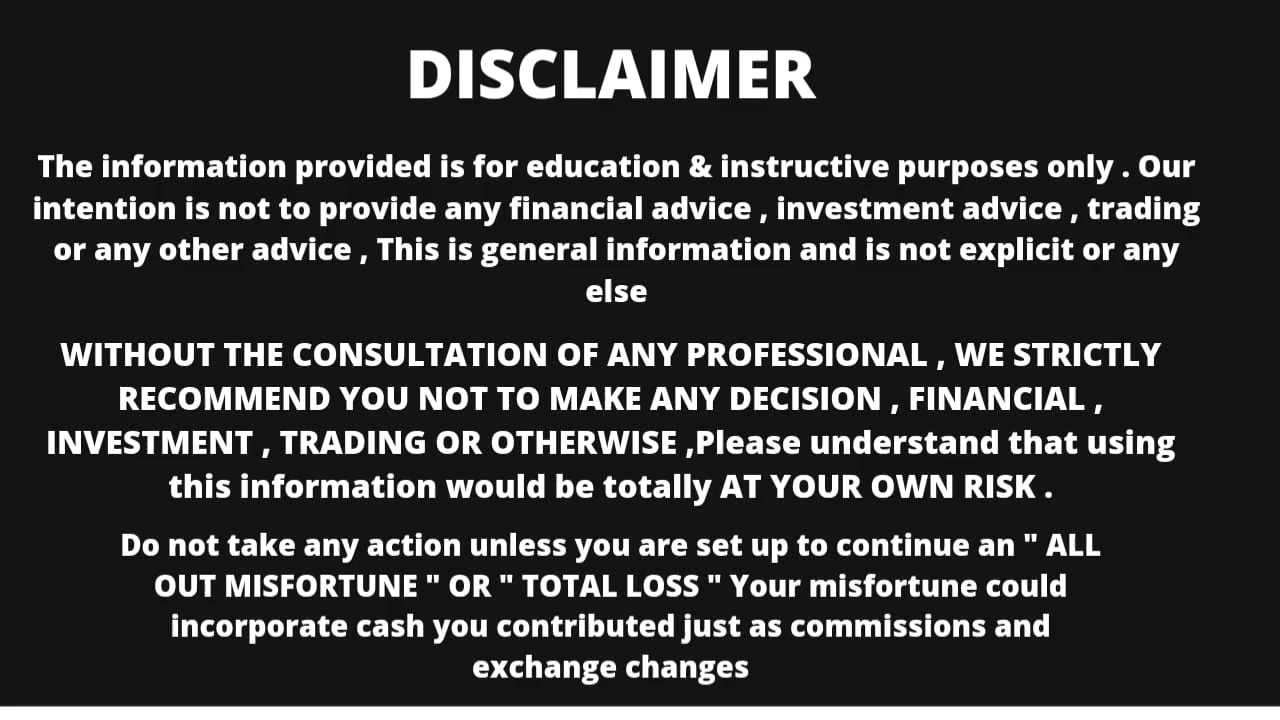 DISCLAIMER
The information provided is for education & instructive purposes only . Our
intention is not to provide any financial advice , investment advice , trading
or any other advice , This is general information and is not explicit or any
else
WITHOUT THE CONSULTATION OF ANY PROFESSIONAL , WE STRICTLY
RECOMMEND YOU NOT TO MAKE ANY DECISION , FINANCIAL ,
INVESTMENT , TRADING OR OTHERWISE ,Please understand that using
this information would be totally AT YOUR OWN RISK .
Do not take any action unless you are set up to continue an " ALL
OUT MISFORTUNE " OR " TOTAL LOSS " Your misfortune could
incorporate cash you contributed just as commissions and
exchange changes